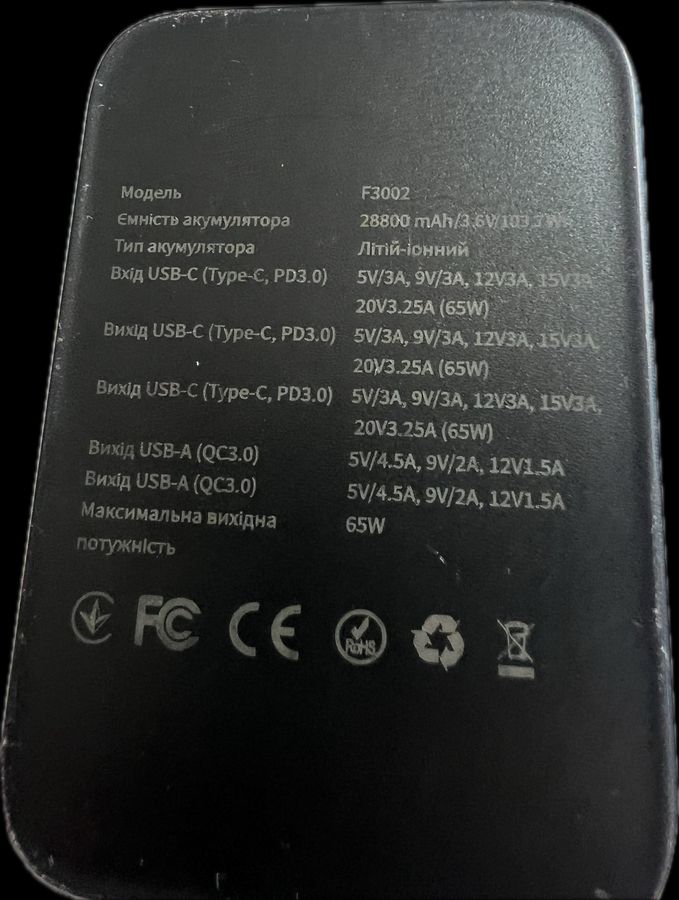 Модель F3002
Ємність акумулятора 28800 mAh/3.6V/103.7Wh
Тип акумулятора Літій-іонний
Вхід USB-C (Type-C, PD3.0) 5V/3A, 9V/3A, 12V3A, 15V3A
20V3.25A (65W)
Вихід USB-C (Type-C, PD3.0) 5V/3A, 9V/3A, 12V3A, 15V3A,
20V3.25A (65W)
Вихід USB-C (Type-C, PD3.0) 5V/3A, 9V/3A, 12V3A, 15V3A,
20V3.25A (65W)
Вихід USB-A (QC3.0) 5V/4.5A, 9V/2A, 12V1.5A
Вихід USB-A (QC3.0) 5V/4.5A, 9V/2A, 12V1.5A
Максимальна вихідна 65W
потужність
FC CE RoHS